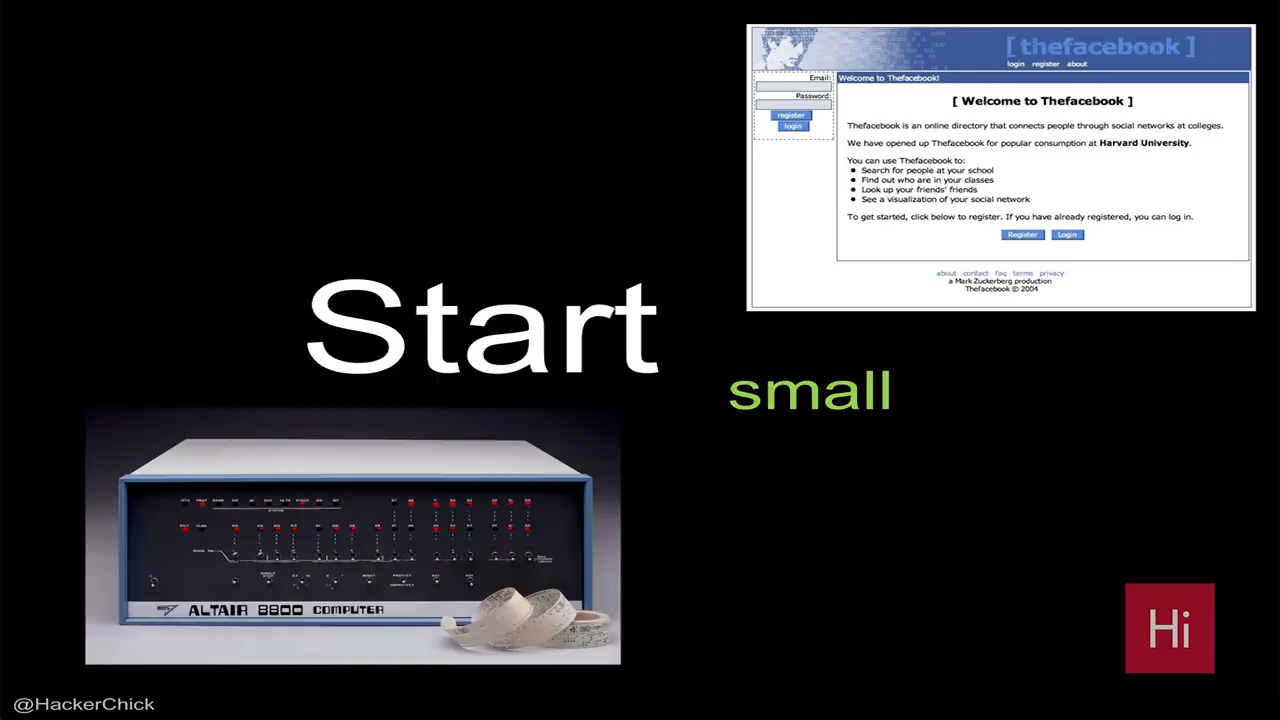 [ thefacebook ]
login register about
Email:
Password:
register
login
Welcome to Thefacebook!
[ Welcome to Thefacebook ]
Thefacebook is an online directory that connects people through social networks at colleges.
We have opened up Thefacebook for popular consumption at Harvard University.
You can use Thefacebook to:
• Search for people at your school
• Find out who are in your classes
• Look up your friends' friends
• See a visualization of your social network
To get started, click below to register. If you have already registered, you can log in.
Register Login
about contact faq terms privacy
a Mark Zuckerberg production
Thefacebook © 2004
Start
small
ALTAIR 8800 COMPUTER
Hi
@HackerChick